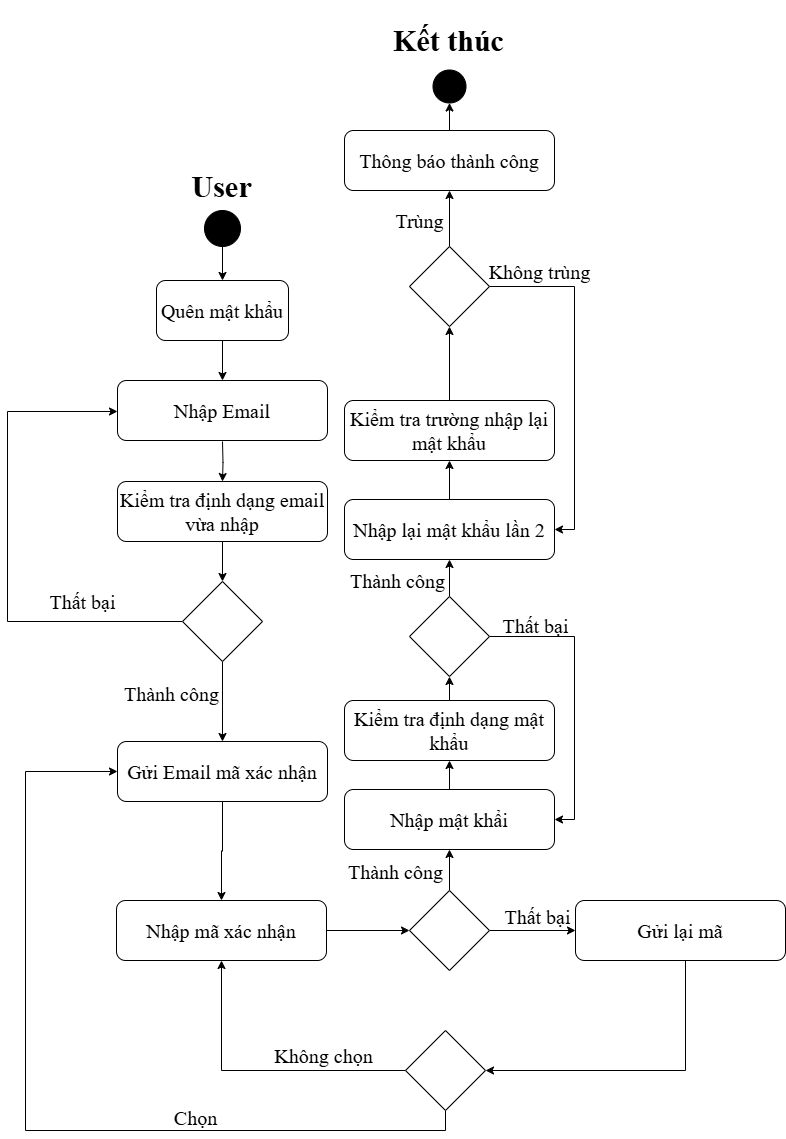 Kết thúc
Thông báo thành công
User
Trùng
Không trùng
Quên mật khẩu
Nhập Email
Kiểm tra trường nhập lại
mật khẩu
Kiểm tra định dạng email
vừa nhập
Nhập lại mật khẩu lần 2
Thành công
Thất bại
Thất bại
Thành công
Kiểm tra định dạng mật
khẩu
Gửi Email mã xác nhận
Nhập mật khẩi
Thành công
Thất bại
Nhập mã xác nhận
Gửi lại mã
Không chọn
Chọn